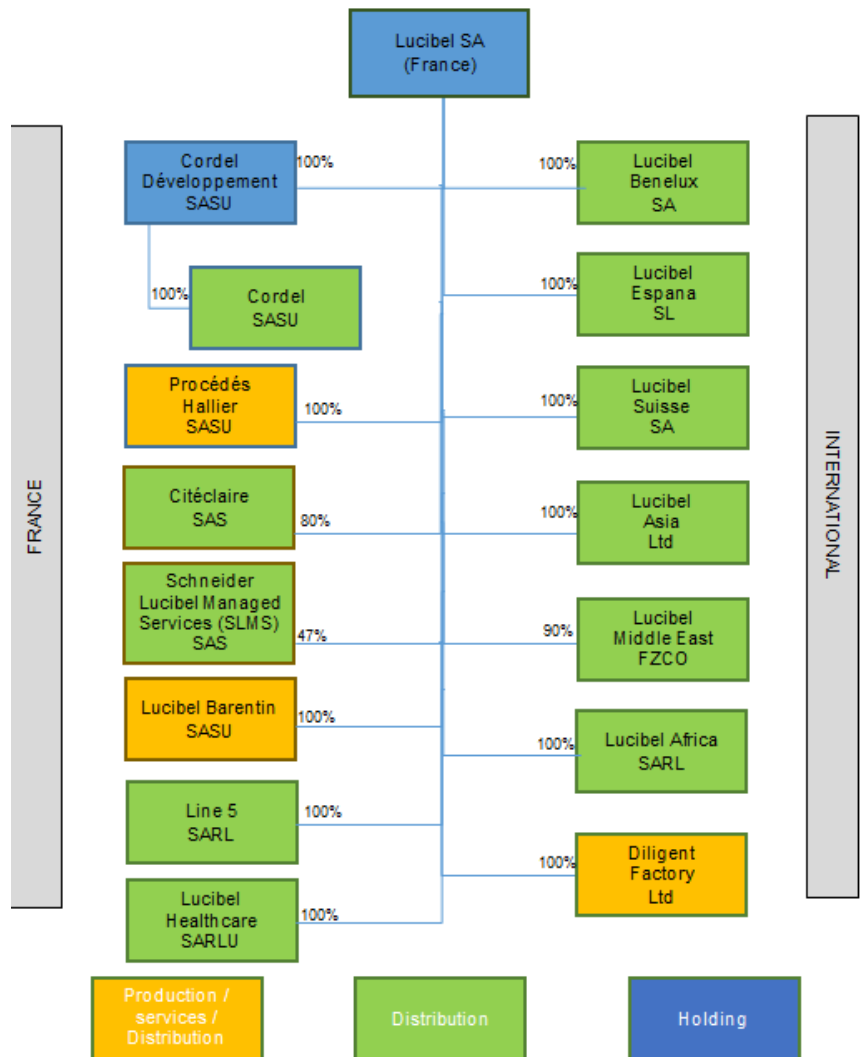 Lucibel SA
(France)
FRANCE
Cordel
Développement
SASU
100%
100%
Cordel
SASU
Procédés
Hallier
SASU
100%
Citéclaire
SAS
80%
Schneider
Lucibel Managed
Services (SLMS)
SAS
47%
Lucibel Barentin
SASU
100%
Line 5
SARL
100%
Lucibel
Healthcare
SARLU
100%
100%
Lucibel
Benelux
SA
100%
Lucibel
Espana
SL
100%
Lucibel
Suisse
SA
100%
Lucibel
Asia
Ltd
90%
Lucibel
Middle East
FZCO
100%
Lucibel Africa
SARL
100%
Diligent
Factory
Ltd
INTERNATIONAL
Production /
services /
Distribution
Distribution
Holding